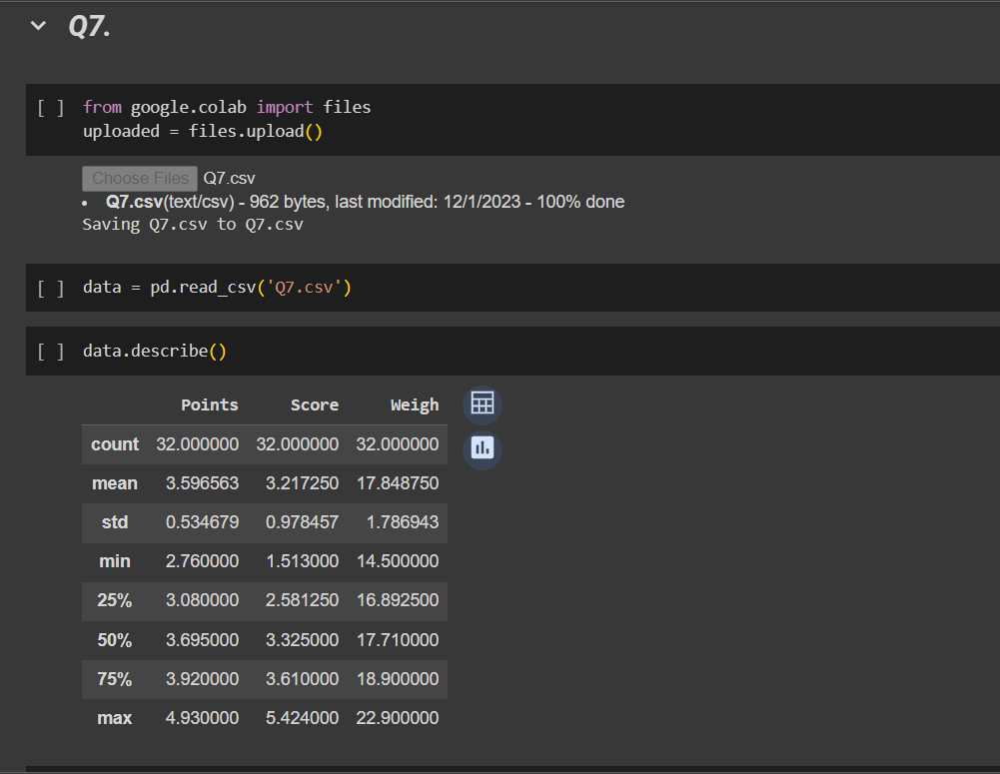 Q7.
[ ] from google.colab import files
uploaded = files.upload()
Choose Files Q7.csv
• Q7.csv(text/csv) - 962 bytes, last modified: 12/1/2023 - 100% done
Saving Q7.csv to Q7.csv
[ ] data = pd.read_csv('Q7.csv')
[ ] data.describe()
Points Score Weigh
count 32.000000 32.000000 32.000000
mean 3.596563 3.217250 17.848750
std 0.534679 0.978457 1.786943
min 2.760000 1.513000 14.500000
25% 3.080000 2.581250 16.892500
50% 3.695000 3.325000 17.710000
75% 3.920000 3.610000 18.900000
max 4.930000 5.424000 22.900000